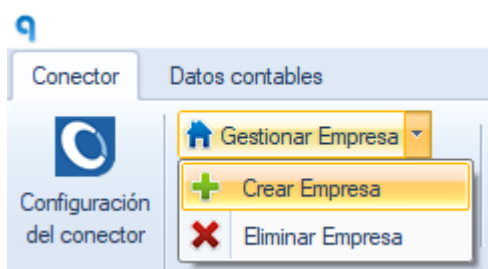 Conector Datos contables
Gestionar Empresa
Crear Empresa
Configuración
del conector
Eliminar Empresa